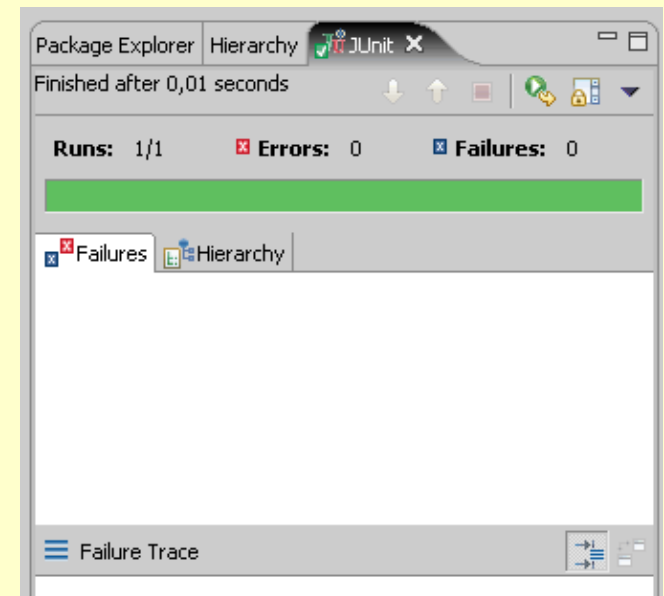 Package Explorer Hierarchy JUnit
Finished after 0,01 seconds
Runs: 1/1 Errors: 0 Failures: 0
Failures Hierarchy
Failure Trace